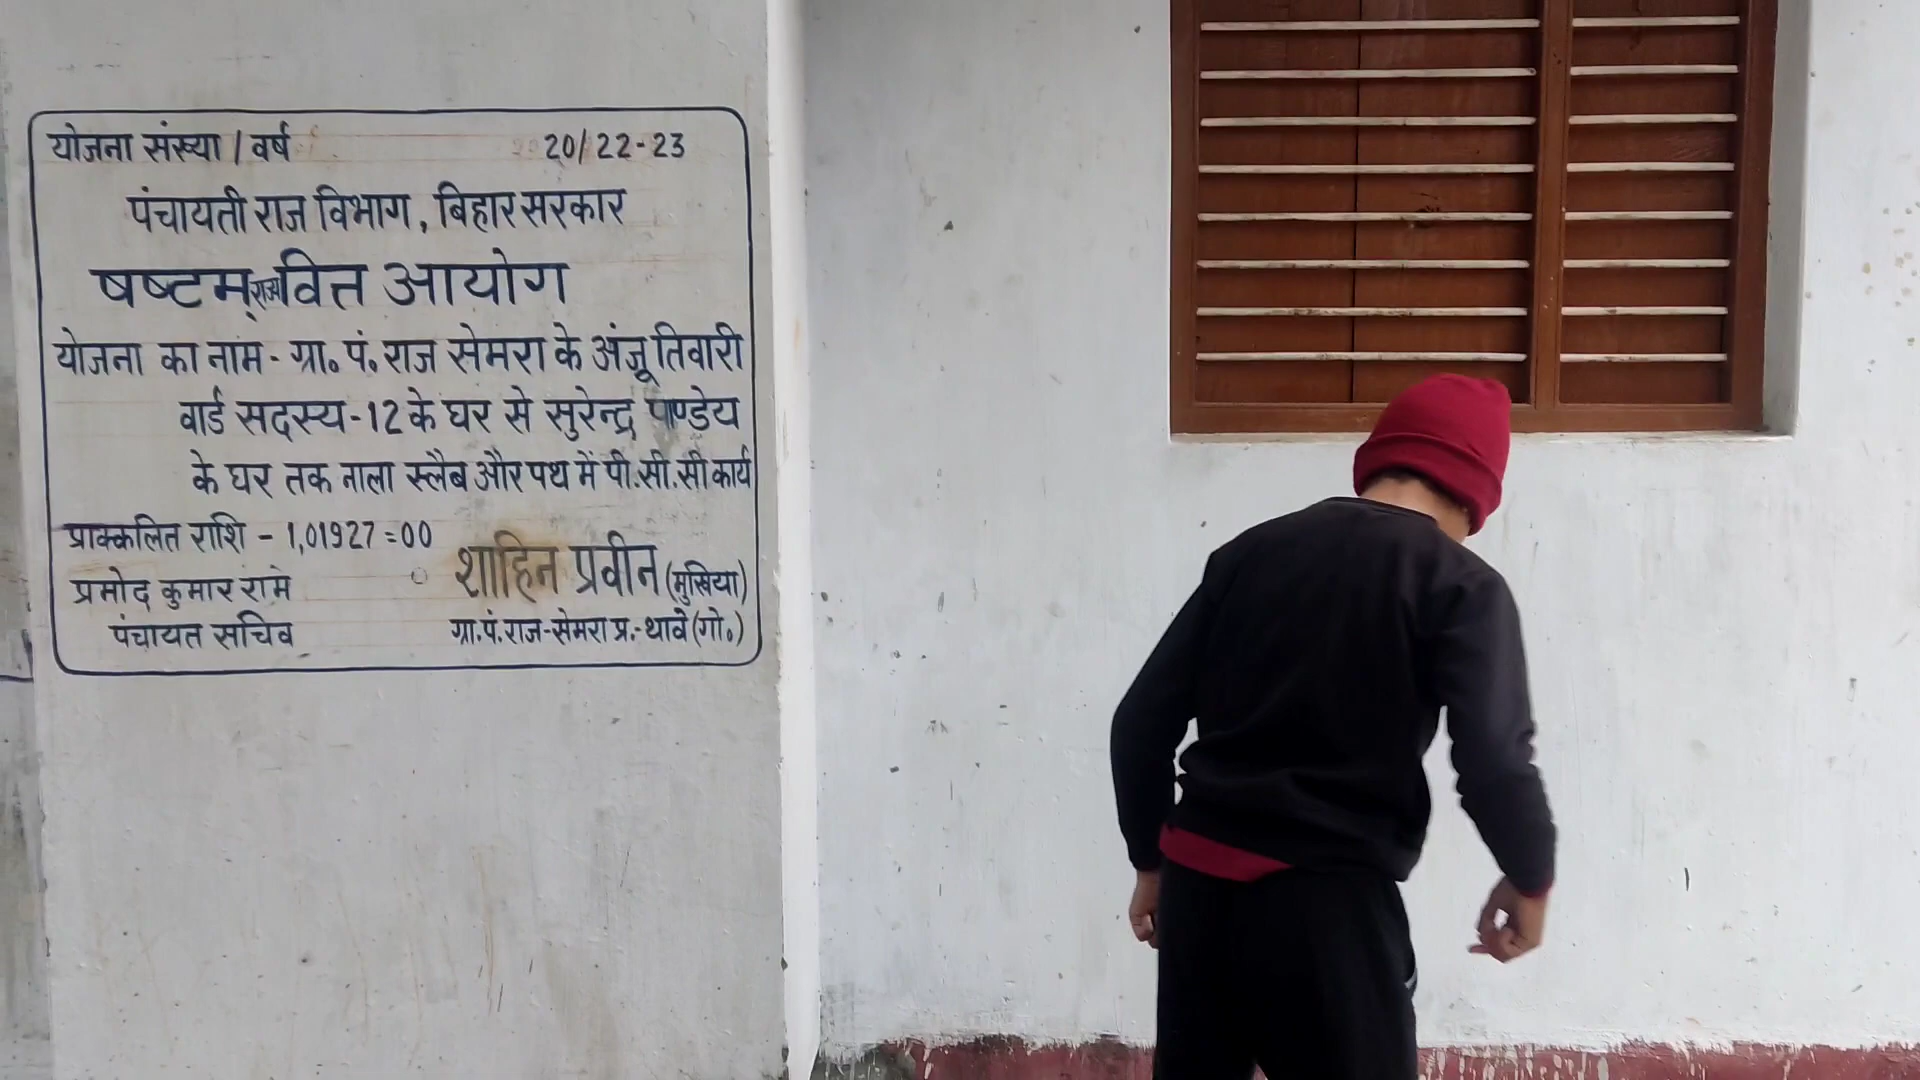 योजना संख्या / वर्ष 20/22-23
पंचायती राज विभाग, बिहार सरकार
षष्टम् राज्य वित्त आयोग
योजना का नाम - ग्रा० पं० राज सेमरा के अंजू तिवारी
वार्ड सदस्य - 12 के घर से सुरेन्द्र पाण्डेय
के घर तक नाला स्लैब और पथ में पी.सी.सी कार्य
प्राक्कलित राशि - 1,01927=00
शाहिन प्रवीन (मुखिया)
प्रमोद कुमार राम
पंचायत सचिव ग्रा.पं.राज-सेमरा प्र.-थावे (गो०)